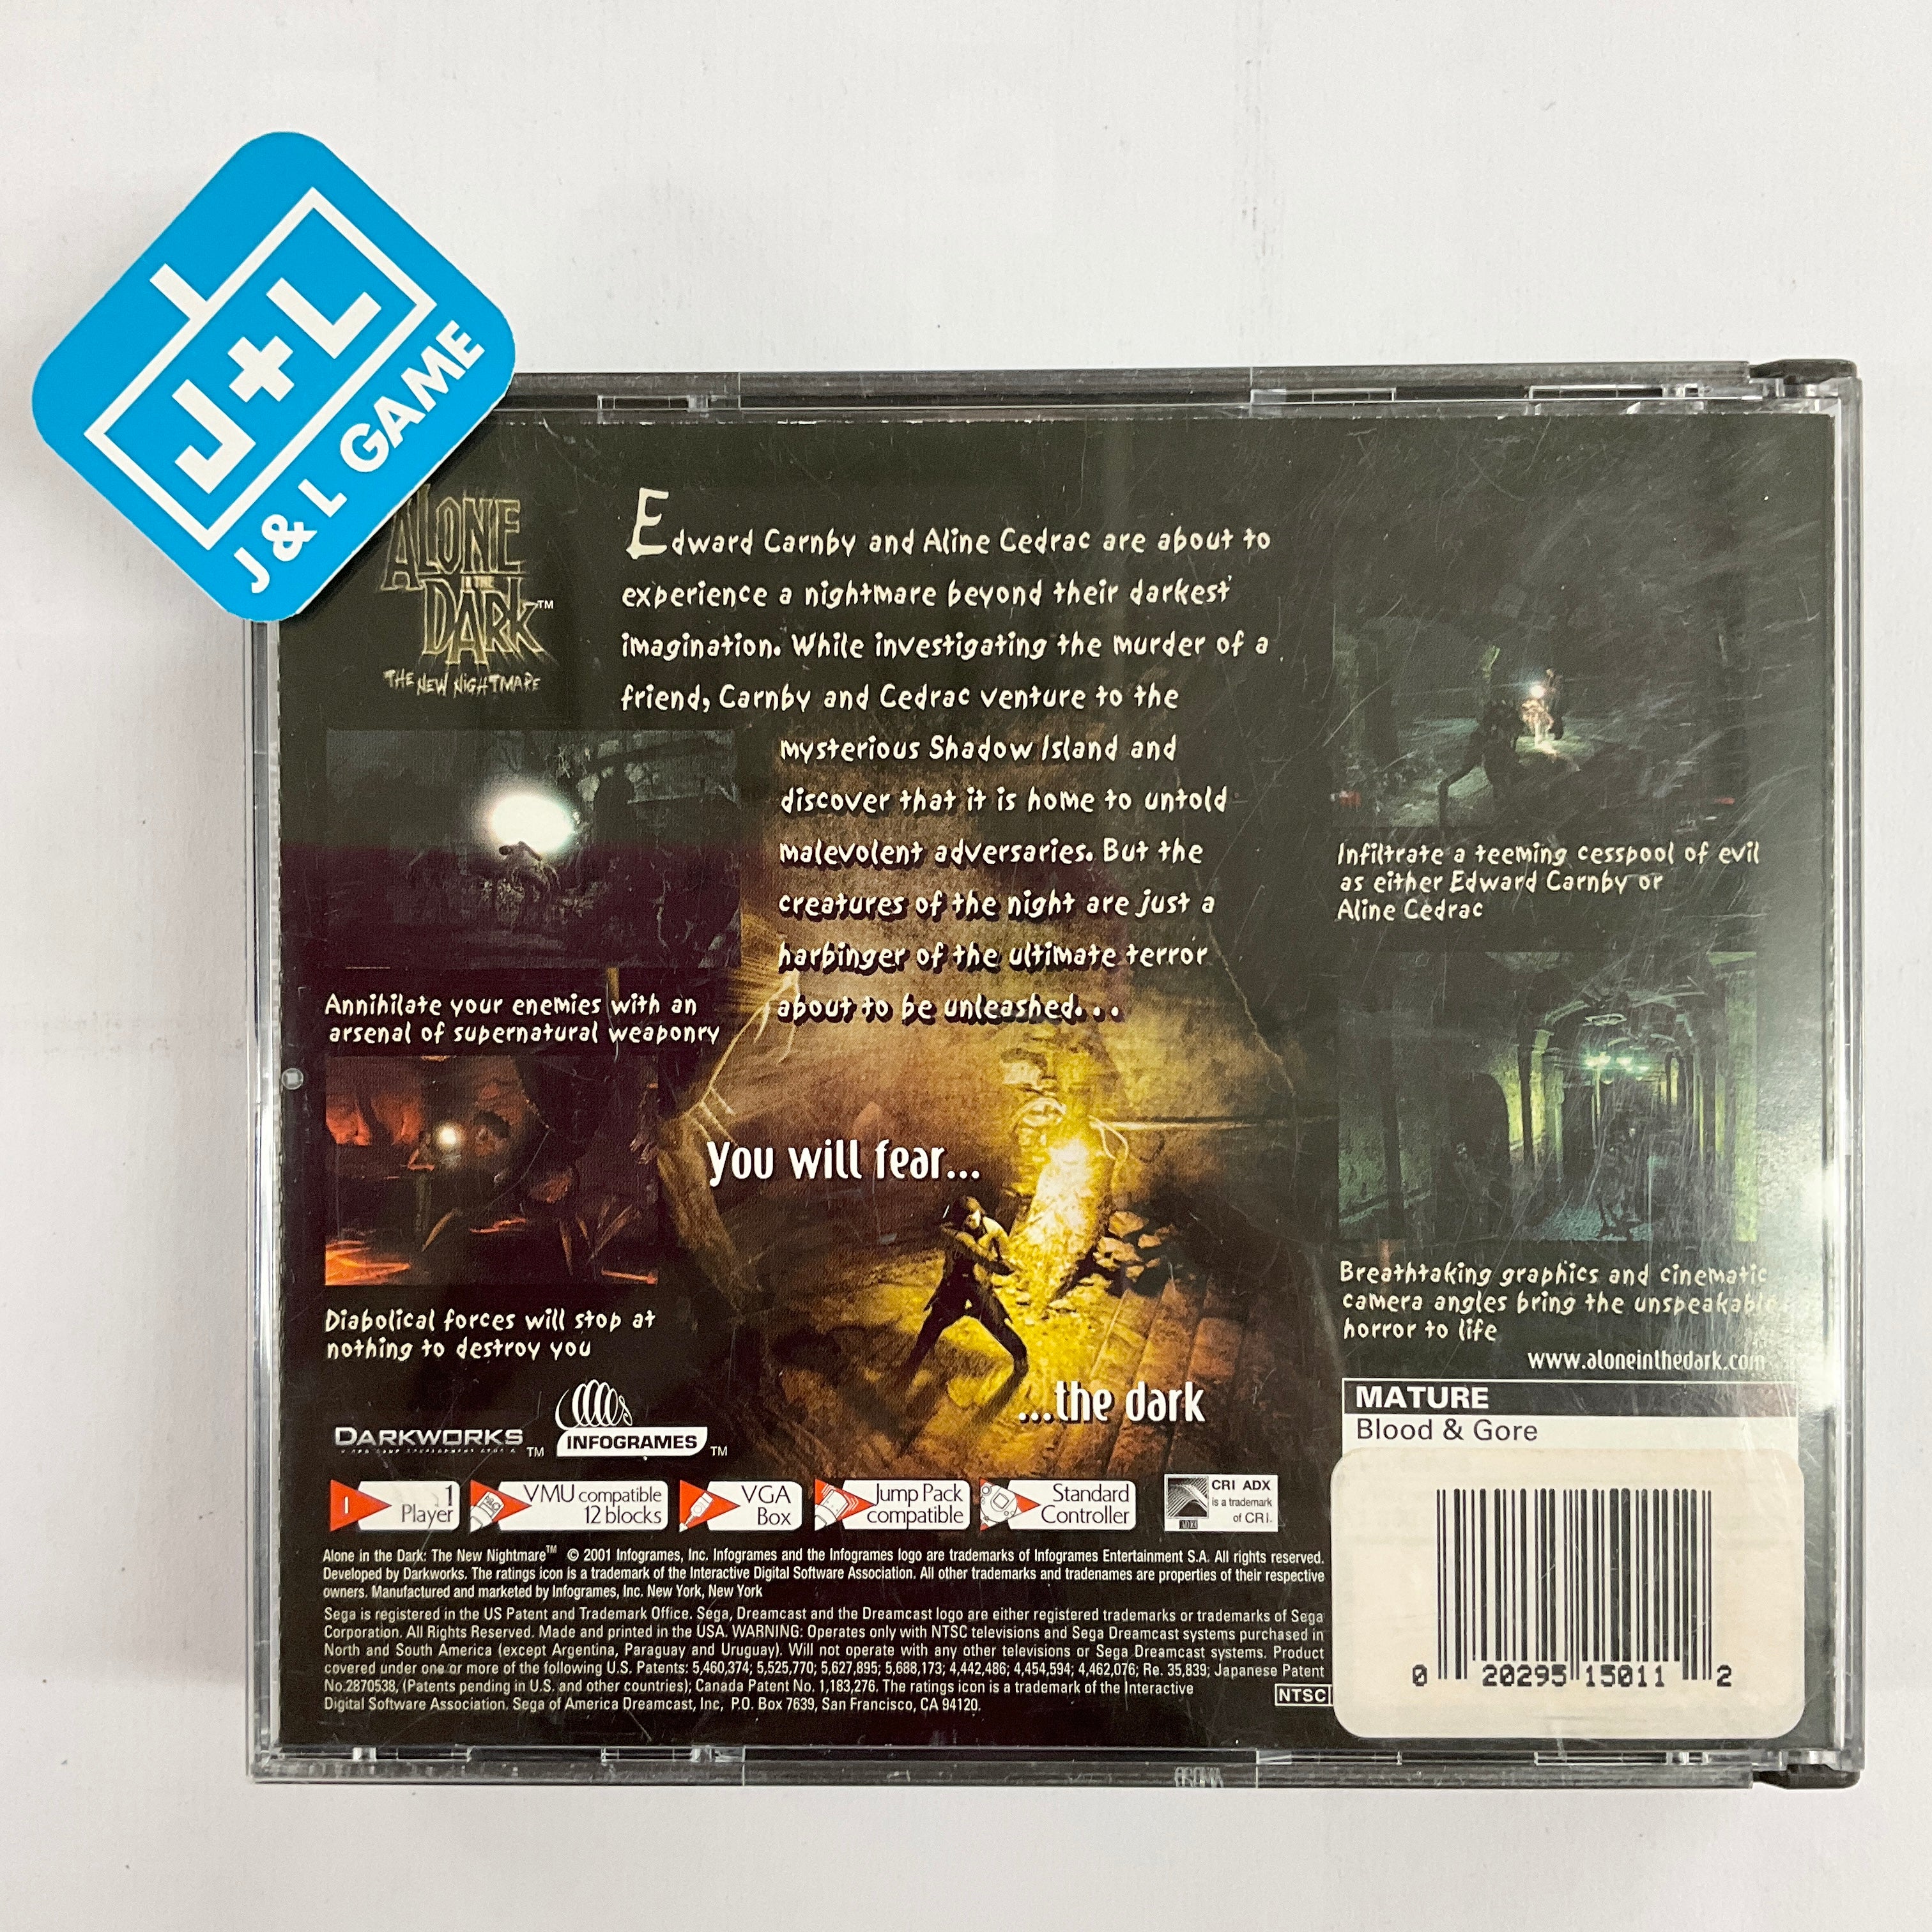 J+L
J & L GAME
ALONE
IN THE
DARK™
THE NEW NIGHTMARE
Edward Carnby and Aline Cedrac are about to
experience a nightmare beyond their darkest
imagination. While investigating the murder of a
friend, Carnby and Cedrac venture to the
mysterious Shadow Island and
discover that it is home to untold
malevolent adversaries. But the
creatures of the night are just a
harbinger of the ultimate terror
about to be unleashed...
Annihilate your enemies with an
arsenal of supernatural weaponry
Diabolical forces will stop at
nothing to destroy you
You will fear...
...the dark
Infiltrate a teeming cesspool of evil
as either Edward Carnby or
Aline Cedrac
Breathtaking graphics and cinematic
camera angles bring the unspeakable
horror to life
www.aloneinthedark.com
MATURE
Blood & Gore
DARKWORKS™
INFOGRAMES™
1
Player
VMU compatible
12 blocks
VGA
Box
Jump Pack
compatible
Standard
Controller
CRI ADX
is a trademark
of CRI.
Alone in the Dark: The New Nightmare™ © 2001 Infogrames, Inc. Infogrames and the Infogrames logo are trademarks of Infogrames Entertainment S.A. All rights reserved.
Developed by Darkworks. The ratings icon is a trademark of the Interactive Digital Software Association. All other trademarks and tradenames are properties of their respective
owners. Manufactured and marketed by Infogrames, Inc. New York, New York
Sega is registered in the US Patent and Trademark Office. Sega, Dreamcast and the Dreamcast logo are either registered trademarks or trademarks of Sega
Corporation. All Rights Reserved. Made and printed in the USA. WARNING: Operates only with NTSC televisions and Sega Dreamcast systems purchased in
North and South America (except Argentina, Paraguay and Uruguay). Will not operate with any other televisions or Sega Dreamcast systems. Product
covered under one or more of the following U.S. Patents: 5,460,374; 5,525,770; 5,627,895; 5,688,173; 4,442,486; 4,454,594; 4,462,076; Re. 35,839; Japanese Patent
No.2870538, (Patents pending in U.S. and other countries); Canada Patent No. 1,183,276. The ratings icon is a trademark of the Interactive
Digital Software Association. Sega of America Dreamcast, Inc, P.O. Box 7639, San Francisco, CA 94120.
NTSC
0 20295 15011 2